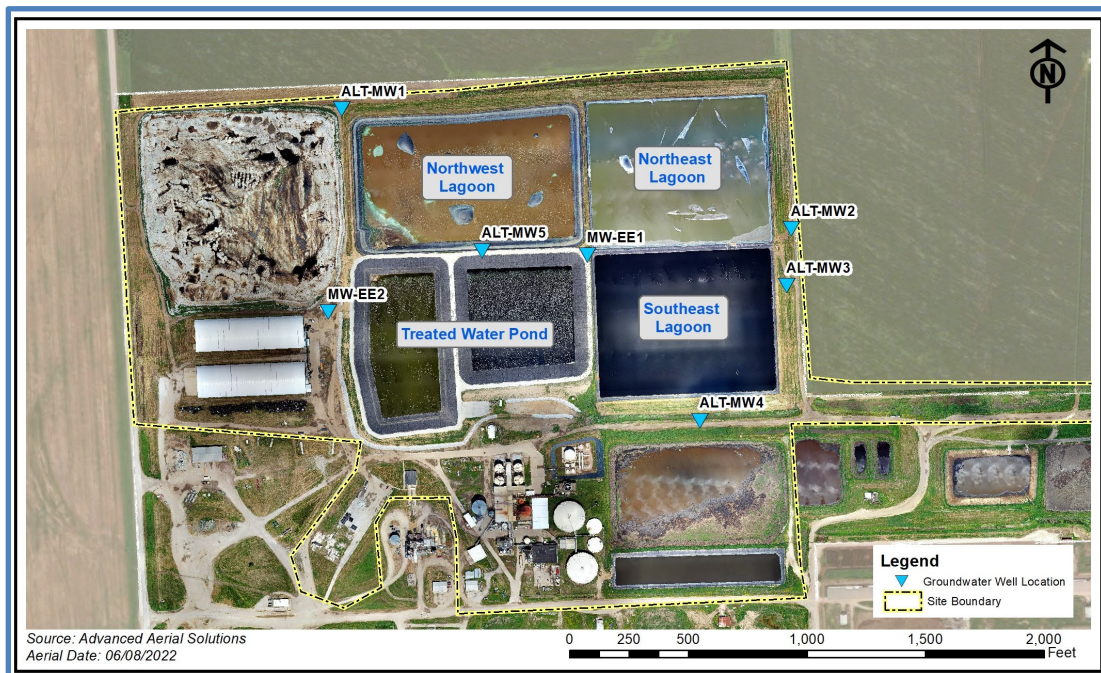 N
ALT-MW1
Northwest
Lagoon
Northeast
Lagoon
ALT-MW2
ALT-MW5
MW-EE1
ALT-MW3
MW-EE2
Southeast
Lagoon
Treated Water Pond
ALT-MW4
Legend
Groundwater Well Location
Site Boundary
Source: Advanced Aerial Solutions
Aerial Date: 06/08/2022
0 250 500 1,000 1,500 2,000
Feet